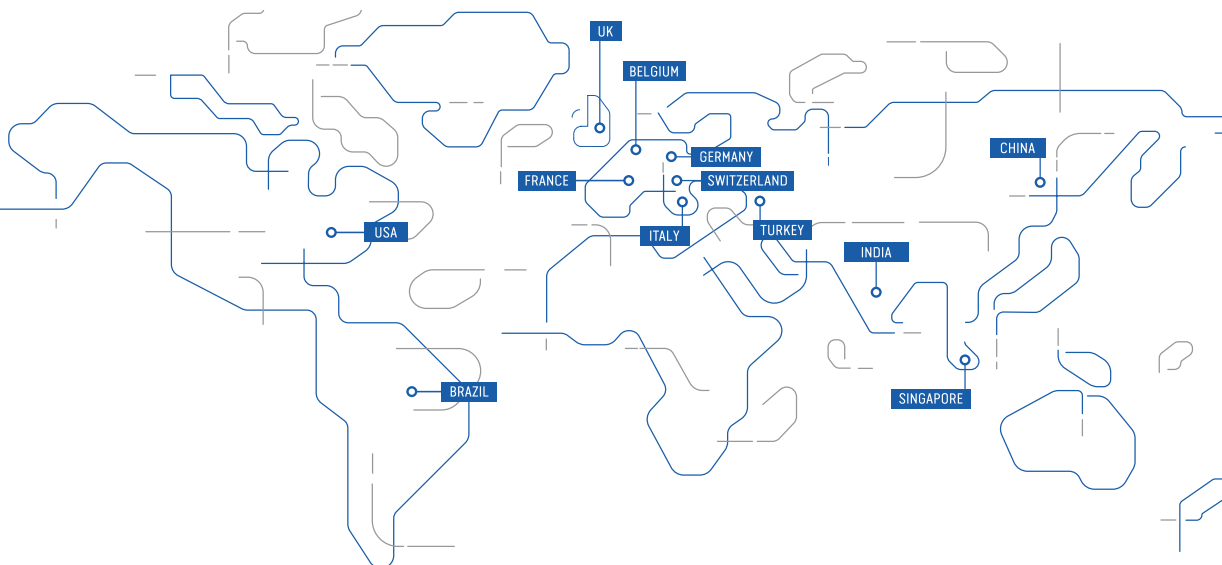 UK
BELGIUM
CHINA
GERMANY
FRANCE
SWITZERLAND
USA
ITALY
TURKEY
INDIA
BRAZIL
SINGAPORE